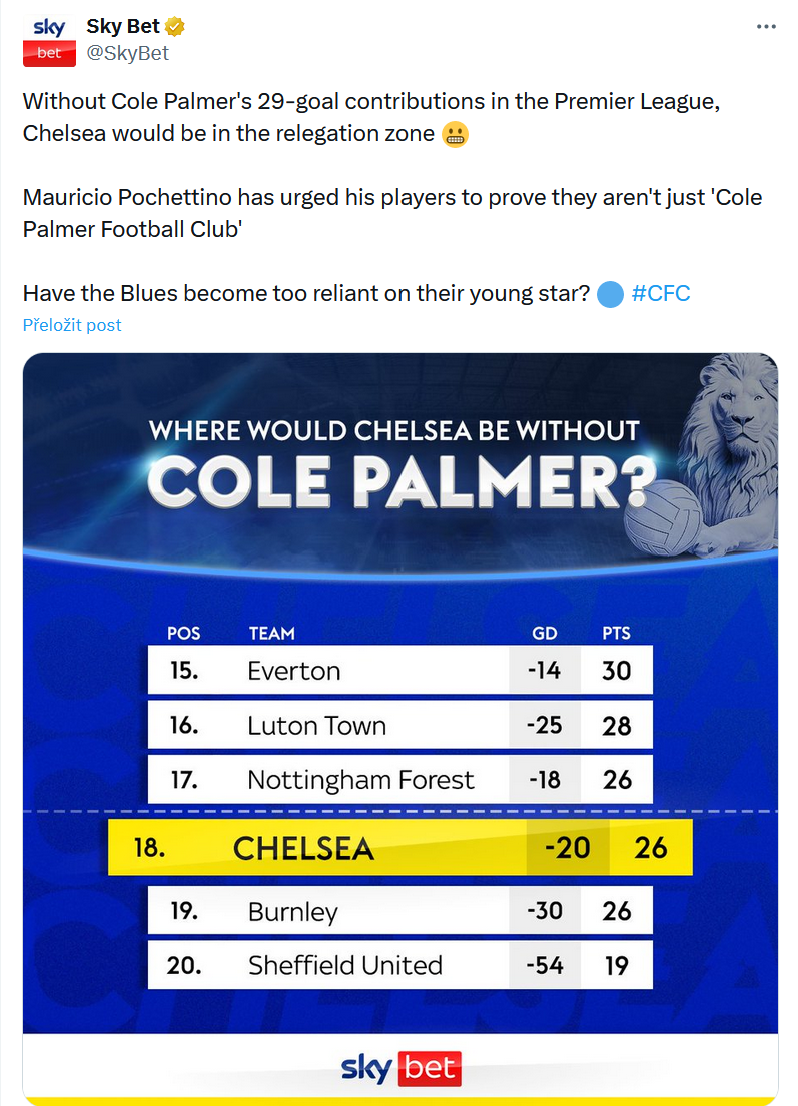 sky
bet
Sky Bet
@SkyBet
Without Cole Palmer's 29-goal contributions in the Premier League,
Chelsea would be in the relegation zone 😬
Mauricio Pochettino has urged his players to prove they aren't just 'Cole
Palmer Football Club'
Have the Blues become too reliant on their young star? 🔵 #CFC
Přeložit post
WHERE WOULD CHELSEA BE WITHOUT
COLE PALMER?
POS TEAM GD PTS
15. Everton -14 30
16. Luton Town -25 28
17. Nottingham Forest -18 26
18. CHELSEA -20 26
19. Burnley -30 26
20. Sheffield United -54 19
sky bet